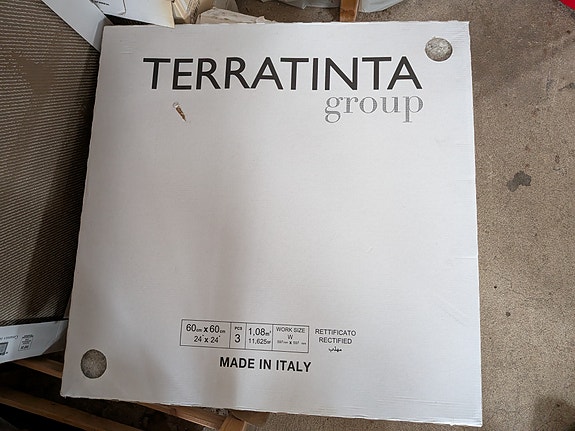 TERRATINTA
group
60cm x 60cm
24" x 24"
PCS
3
1,08m²
11,625SF
WORK SIZE
W
RETTIFICATO
RECTIFIED
مهذب
MADE IN ITALY